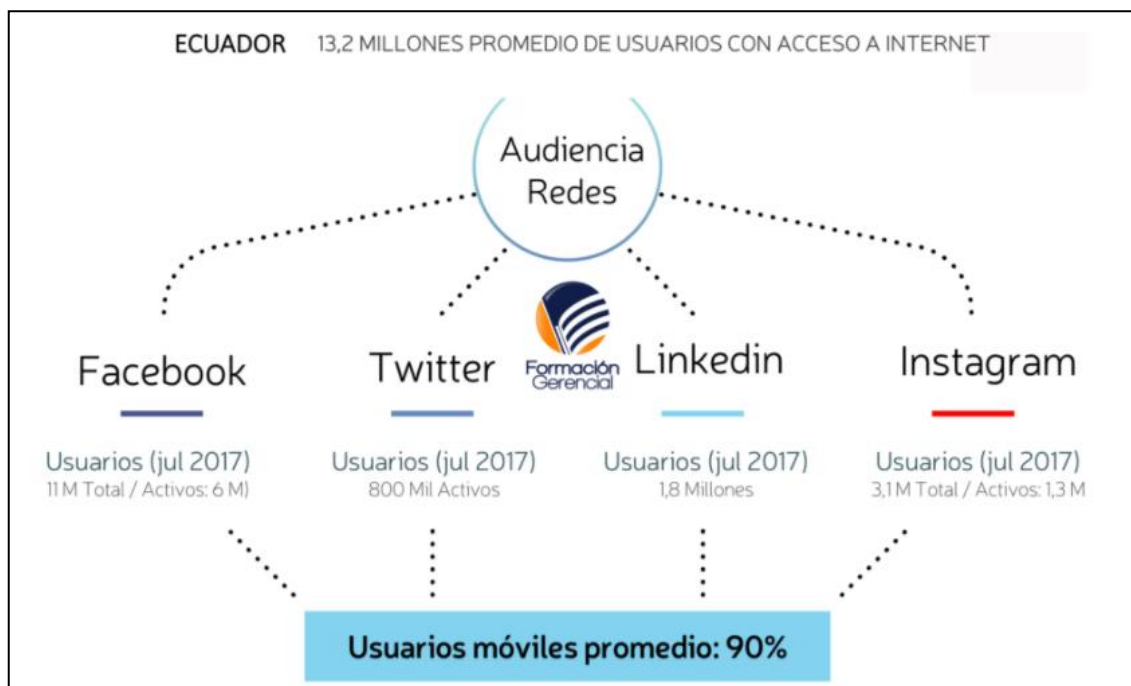 ECUADOR 13,2 MILLONES PROMEDIO DE USUARIOS CON ACCESO A INTERNET
Audiencia
Redes
Facebook
Usuarios (jul 2017)
11 M Total / Activos: 6 M)
Twitter
Usuarios (jul 2017)
800 Mil Activos
Formación
Gerencial
Linkedin
Usuarios (jul 2017)
1,8 Millones
Instagram
Usuarios (jul 2017)
3,1 M Total / Activos: 1,3 M
Usuarios móviles promedio: 90%